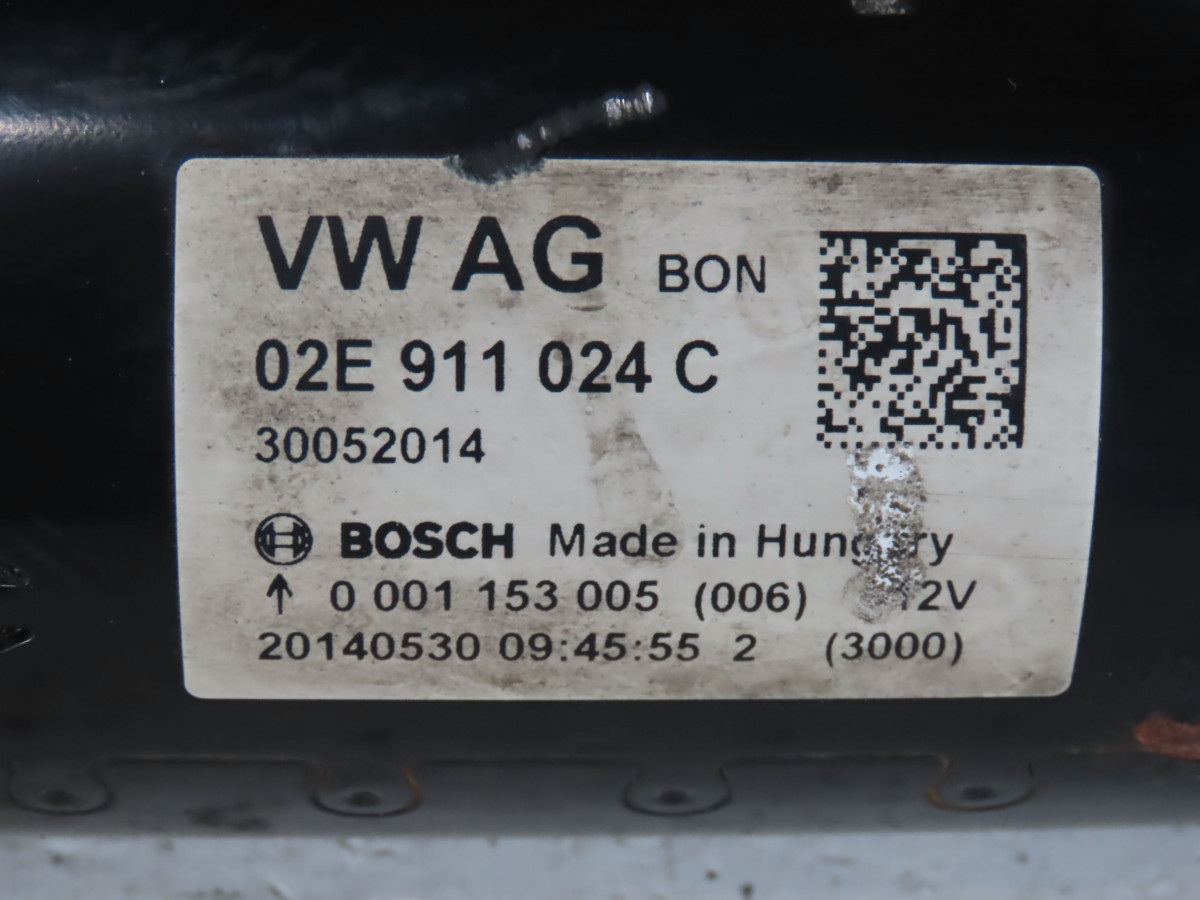 VW AG BON
02E 911 024 C
30052014
BOSCH Made in Hungary
↑ 0 001 153 005 (006) 12V
20140530 09:45:55 2 (3000)